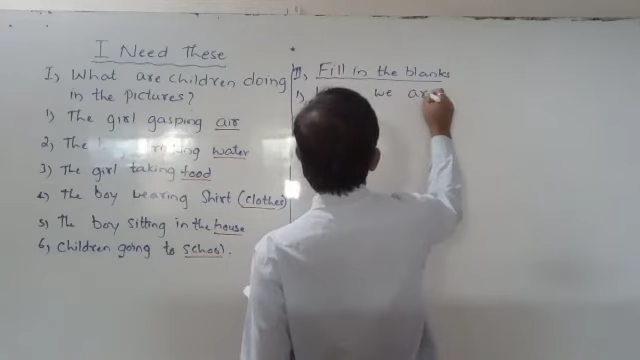 I Need These
I, What are children doing
in the Pictures?
1) The girl gasping air
2, The water
3) The girl taking food
4, The boy wearing Shirt (clothes)
5, The boy sitting in the house
6, Children going to school.
II, Fill in the blanks
1, we ar